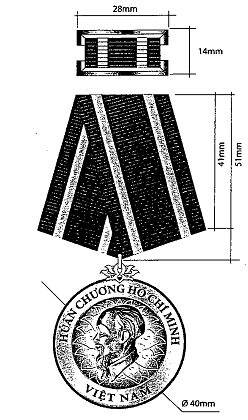 28mm
14mm
41mm
51mm
HUÂN CHƯƠNG HỒ CHÍ MINH
VIỆT NAM
Ø 40mm